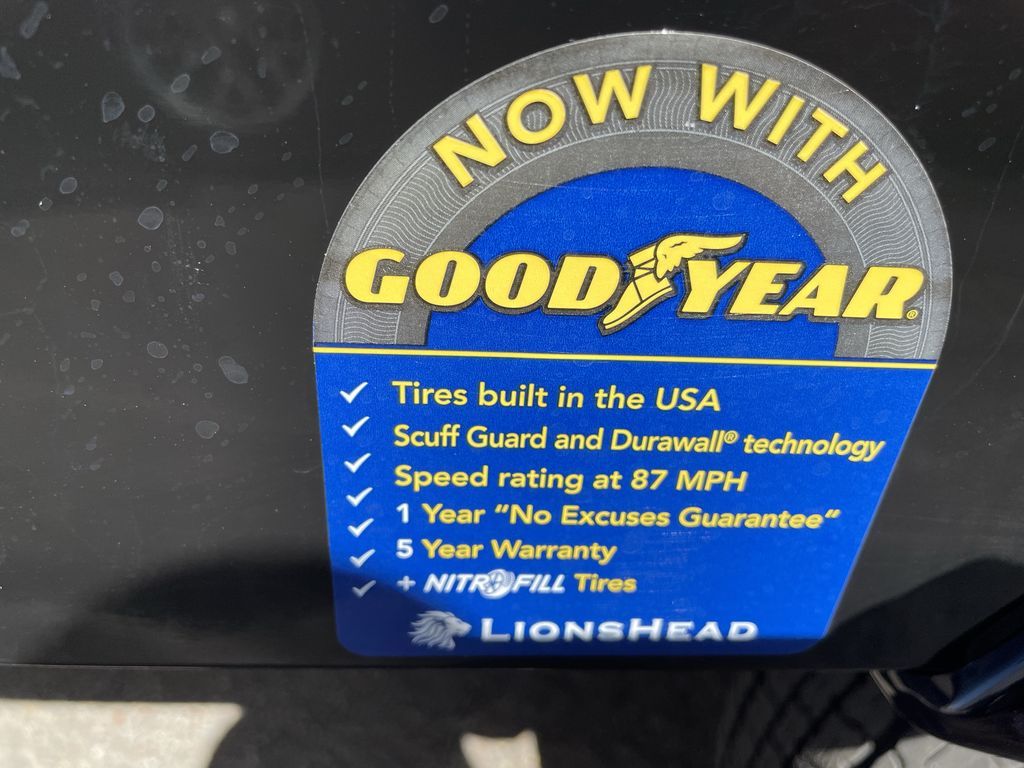 NOW WITH
GOODYEAR®
✓ Tires built in the USA
✓ Scuff Guard and Durawall® technology
✓ Speed rating at 87 MPH
✓ 1 Year "No Excuses Guarantee"
✓ 5 Year Warranty
✓ + NITROFILL Tires
✓ LIONSHEAD